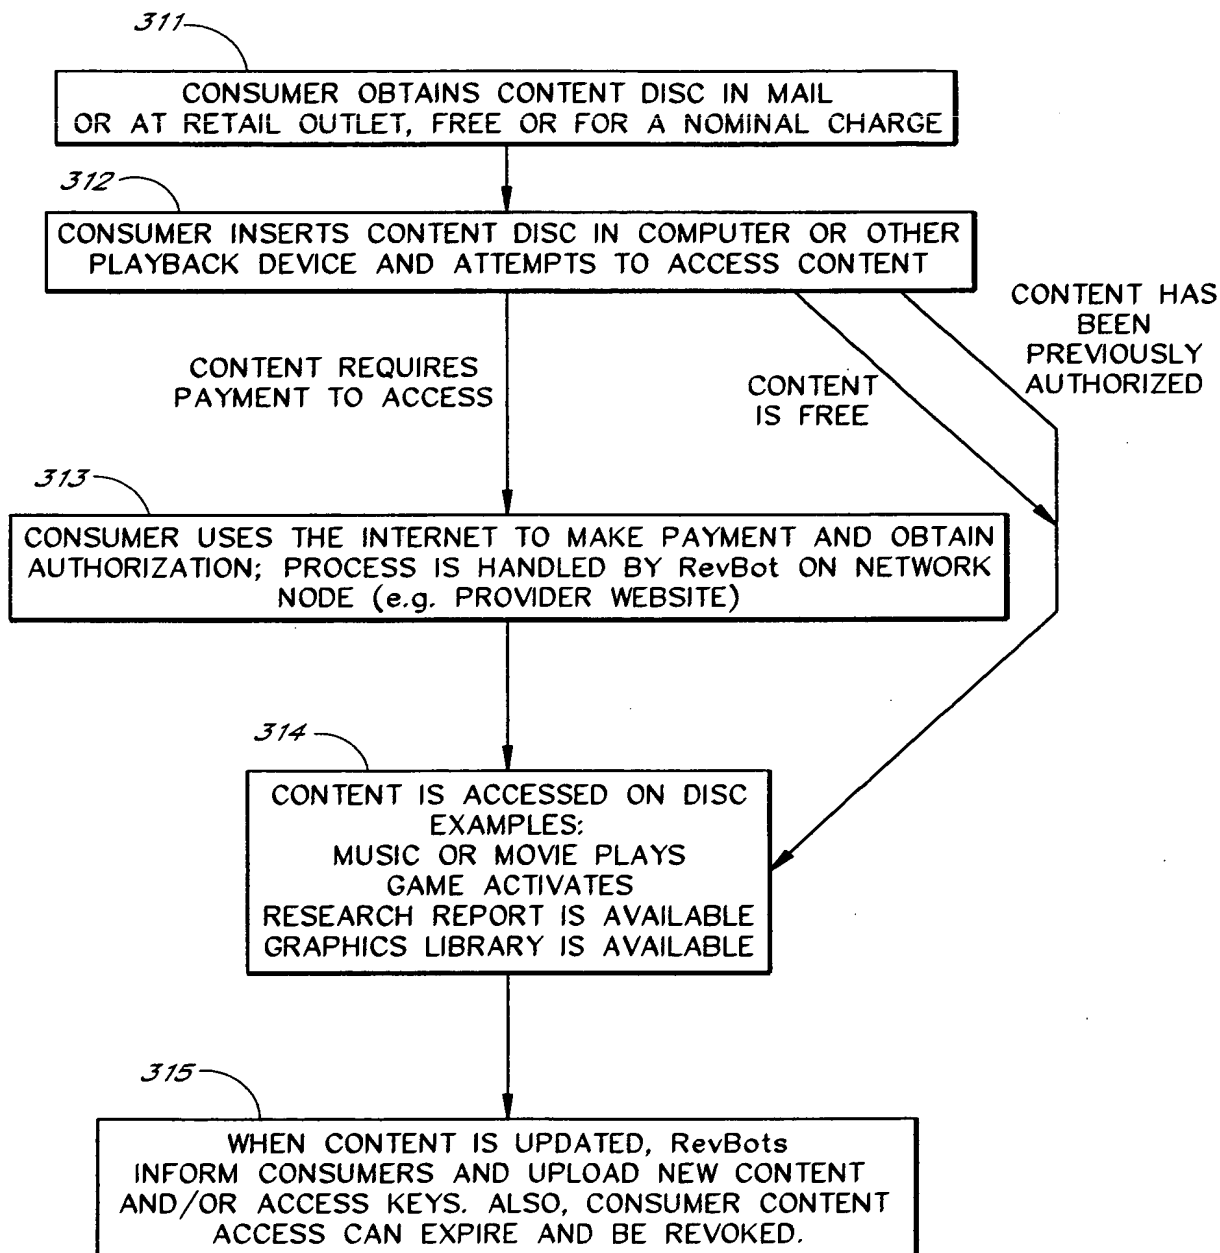 311
CONSUMER OBTAINS CONTENT DISC IN MAIL
OR AT RETAIL OUTLET, FREE OR FOR A NOMINAL CHARGE
312
CONSUMER INSERTS CONTENT DISC IN COMPUTER OR OTHER
PLAYBACK DEVICE AND ATTEMPTS TO ACCESS CONTENT
CONTENT REQUIRES
PAYMENT TO ACCESS
CONTENT
IS FREE
CONTENT HAS
BEEN
PREVIOUSLY
AUTHORIZED
313
CONSUMER USES THE INTERNET TO MAKE PAYMENT AND OBTAIN
AUTHORIZATION; PROCESS IS HANDLED BY RevBot ON NETWORK
NODE (e.g. PROVIDER WEBSITE)
314
CONTENT IS ACCESSED ON DISC
EXAMPLES:
MUSIC OR MOVIE PLAYS
GAME ACTIVATES
RESEARCH REPORT IS AVAILABLE
GRAPHICS LIBRARY IS AVAILABLE
315
WHEN CONTENT IS UPDATED, RevBots
INFORM CONSUMERS AND UPLOAD NEW CONTENT
AND/OR ACCESS KEYS. ALSO, CONSUMER CONTENT
ACCESS CAN EXPIRE AND BE REVOKED.